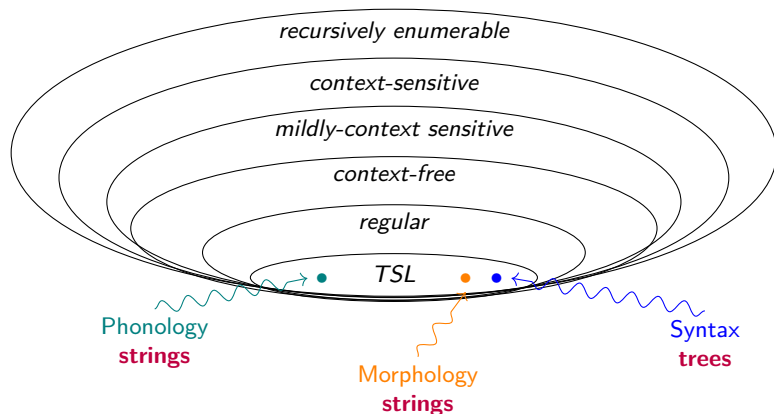 recursively enumerable
context-sensitive
mildly-context sensitive
context-free
regular
TSL
Phonology
strings
Morphology
strings
Syntax
trees